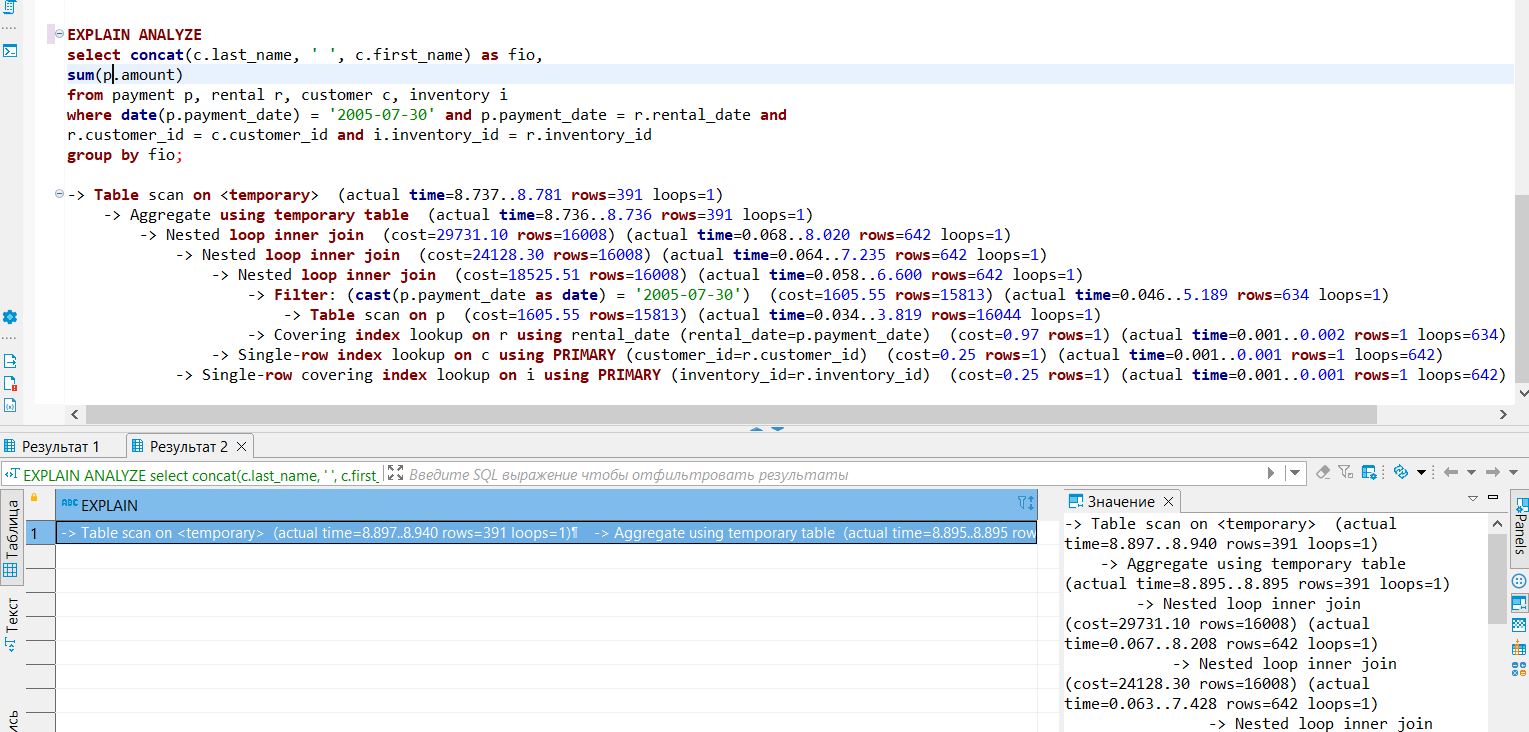 EXPLAIN ANALYZE
select concat(c.last_name, ' ', c.first_name) as fio,
sum(p.amount)
from payment p, rental r, customer c, inventory i
where date(p.payment_date) = '2005-07-30' and p.payment_date = r.rental_date and
r.customer_id = c.customer_id and i.inventory_id = r.inventory_id
group by fio;
-> Table scan on <temporary>  (actual time=8.737..8.781 rows=391 loops=1)
-> Aggregate using temporary table  (actual time=8.736..8.736 rows=391 loops=1)
-> Nested loop inner join  (cost=29731.10 rows=16008) (actual time=0.068..8.020 rows=642 loops=1)
-> Nested loop inner join  (cost=24128.30 rows=16008) (actual time=0.064..7.235 rows=642 loops=1)
-> Nested loop inner join  (cost=18525.51 rows=16008) (actual time=0.058..6.600 rows=642 loops=1)
-> Filter: (cast(p.payment_date as date) = '2005-07-30')  (cost=1605.55 rows=15813) (actual time=0.046..5.189 rows=634 loops=1)
-> Table scan on p  (cost=1605.55 rows=15813) (actual time=0.034..3.819 rows=16044 loops=1)
-> Covering index lookup on r using rental_date (rental_date=p.payment_date)  (cost=0.97 rows=1) (actual time=0.001..0.002 rows=1 loops=634)
-> Single-row index lookup on c using PRIMARY (customer_id=r.customer_id)  (cost=0.25 rows=1) (actual time=0.001..0.001 rows=1 loops=642)
-> Single-row covering index lookup on i using PRIMARY (inventory_id=r.inventory_id)  (cost=0.25 rows=1) (actual time=0.001..0.001 rows=1 loops=642)
Результат 1
Результат 2
EXPLAIN ANALYZE select concat(c.last_name, ' ', c.first_
Введите SQL выражение чтобы отфильтровать результаты
Таблица
Текст
ABC EXPLAIN
1
-> Table scan on <temporary>  (actual time=8.897..8.940 rows=391 loops=1)¶    -> Aggregate using temporary table  (actual time=8.895..8.895 row
Значение
-> Table scan on <temporary>  (actual
time=8.897..8.940 rows=391 loops=1)
-> Aggregate using temporary table
(actual time=8.895..8.895 rows=391 loops=1)
-> Nested loop inner join
(cost=29731.10 rows=16008) (actual
time=0.067..8.208 rows=642 loops=1)
-> Nested loop inner join
(cost=24128.30 rows=16008) (actual
time=0.063..7.428 rows=642 loops=1)
-> Nested loop inner join
Panels